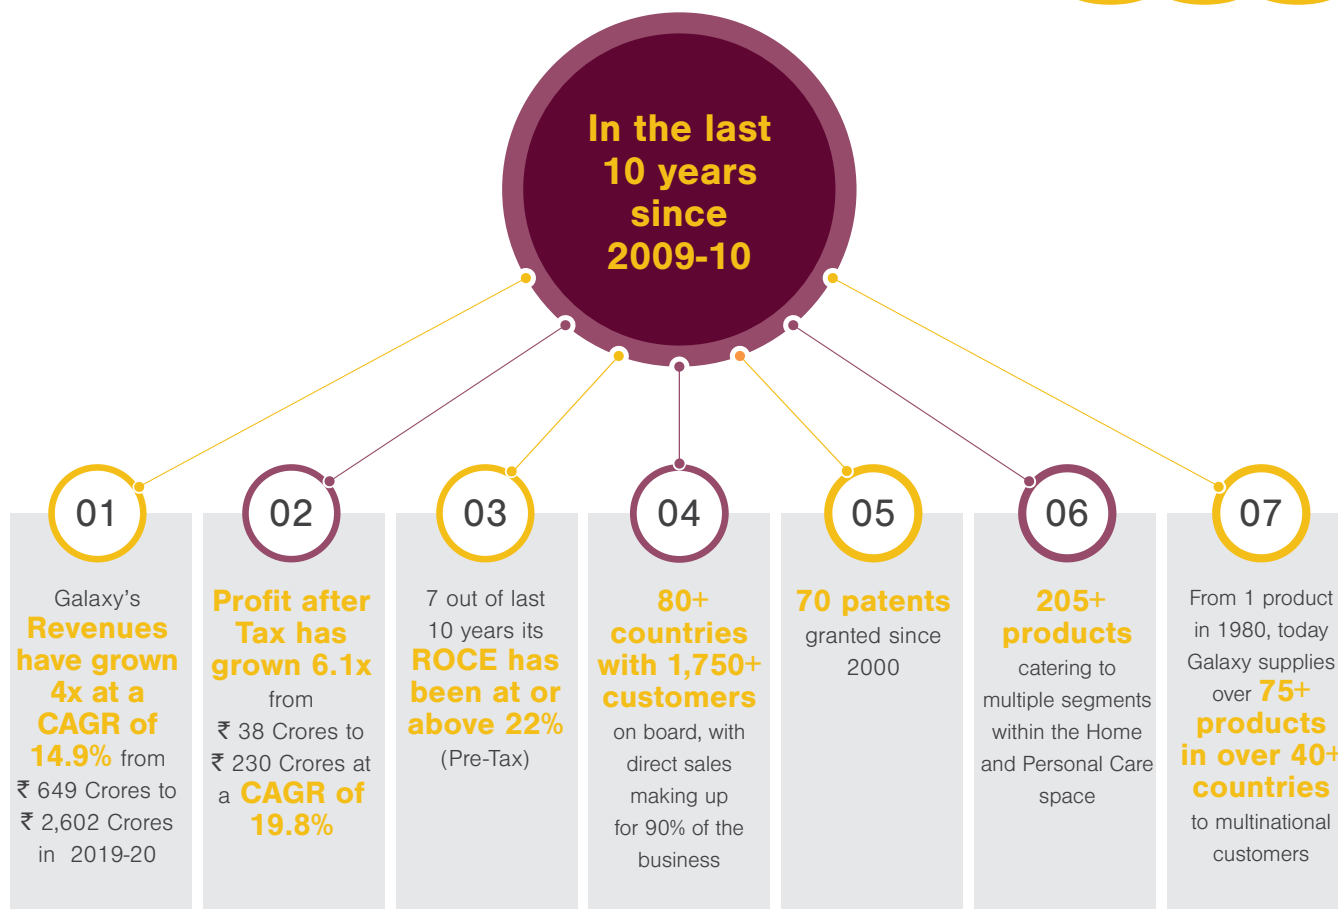 In the last
10 years
since
2009-10
01
Galaxy's
Revenues
have grown
4x at a
CAGR of
14.9% from
₹ 649 Crores to
₹ 2,602 Crores
in 2019-20
02
Profit after
Tax has
grown 6.1x
from
₹ 38 Crores to
₹ 230 Crores at
a CAGR of
19.8%
03
7 out of last
10 years its
ROCE has
been at or
above 22%
(Pre-Tax)
04
80+
countries
with 1,750+
customers
on board, with
direct sales
making up
for 90% of the
business
05
70 patents
granted since
2000
06
205+
products
catering to
multiple segments
within the Home
and Personal Care
space
07
From 1 product
in 1980, today
Galaxy supplies
over 75+
products
in over 40+
countries
to multinational
customers